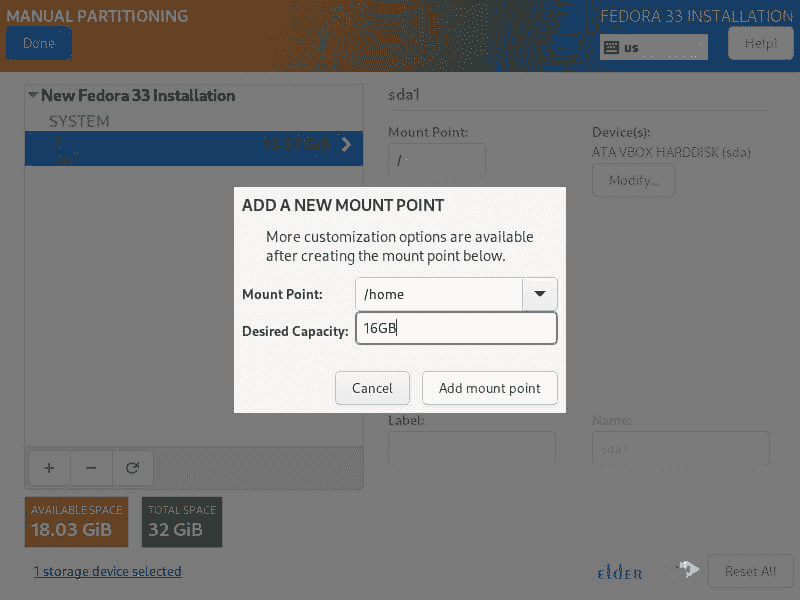 MANUAL PARTITIONING
FEDORA 33 INSTALLATION
Done
us
Help!
New Fedora 33 Installation
SYSTEM
/
sda1
Mount Point:
/
Device(s):
ATA VBOX HARDDISK (sda)
Modify...
ADD A NEW MOUNT POINT
More customization options are available
after creating the mount point below.
Mount Point:
/home
Desired Capacity:
16GB
Cancel
Add mount point
Label:
Name:
sda1
AVAILABLE SPACE
18.03 GiB
TOTAL SPACE
32 GiB
1 storage device selected
Reset All